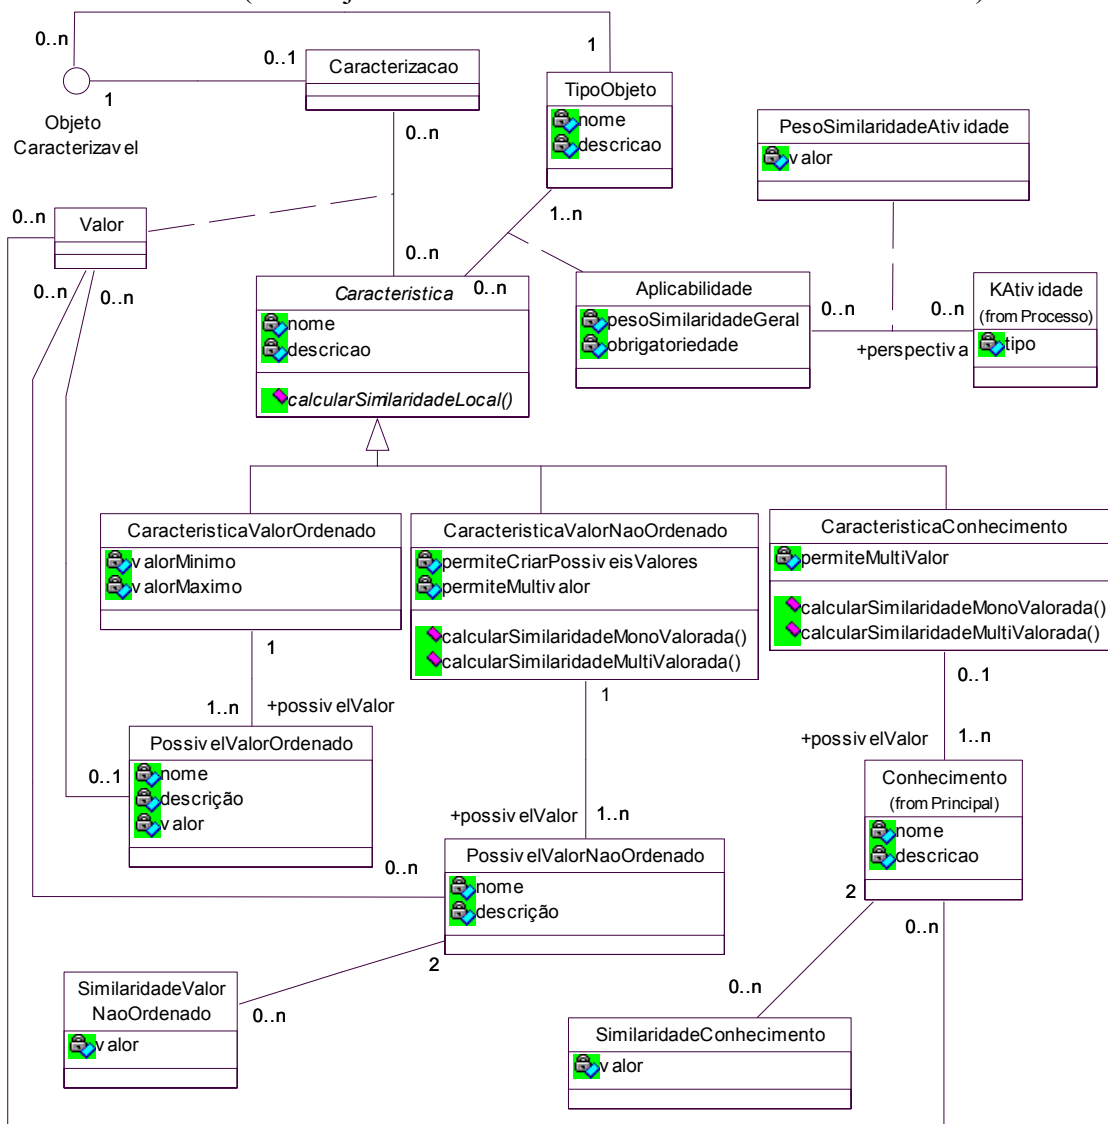 0..n
1
0..1
Caracterizacao
1
Objeto
Caracterizavel
0..n
TipoObjeto
nome
descricao
PesoSimilaridadeAtividade
valor
0..n
Valor
1..n
0..n
0..n
0..n
0..n
Caracteristica
nome
descricao
calcularSimilaridadeLocal()
Aplicabilidade
pesoSimilaridadeGeral
obrigatoriedade
0..n
0..n
+perspectiva
KAtividade
(from Processo)
tipo
CaracteristicaValorOrdenado
valorMinimo
valorMaximo
CaracteristicaValorNaoOrdenado
permiteCriarPossiveisValores
permiteMultivalor
calcularSimilaridadeMonoValorada()
calcularSimilaridadeMultiValorada()
CaracteristicaConhecimento
permiteMultiValor
calcularSimilaridadeMonoValorada()
calcularSimilaridadeMultiValorada()
1
1..n
+possivelValor
1
0..1
+possivelValor
1..n
PossivelValorOrdenado
nome
descrição
valor
0..1
Conhecimento
(from Principal)
nome
descricao
+possivelValor
1..n
0..n
PossivelValorNaoOrdenado
nome
descrição
2
0..n
2
0..n
SimilaridadeValor
NaoOrdenado
valor
0..n
SimilaridadeConhecimento
valor